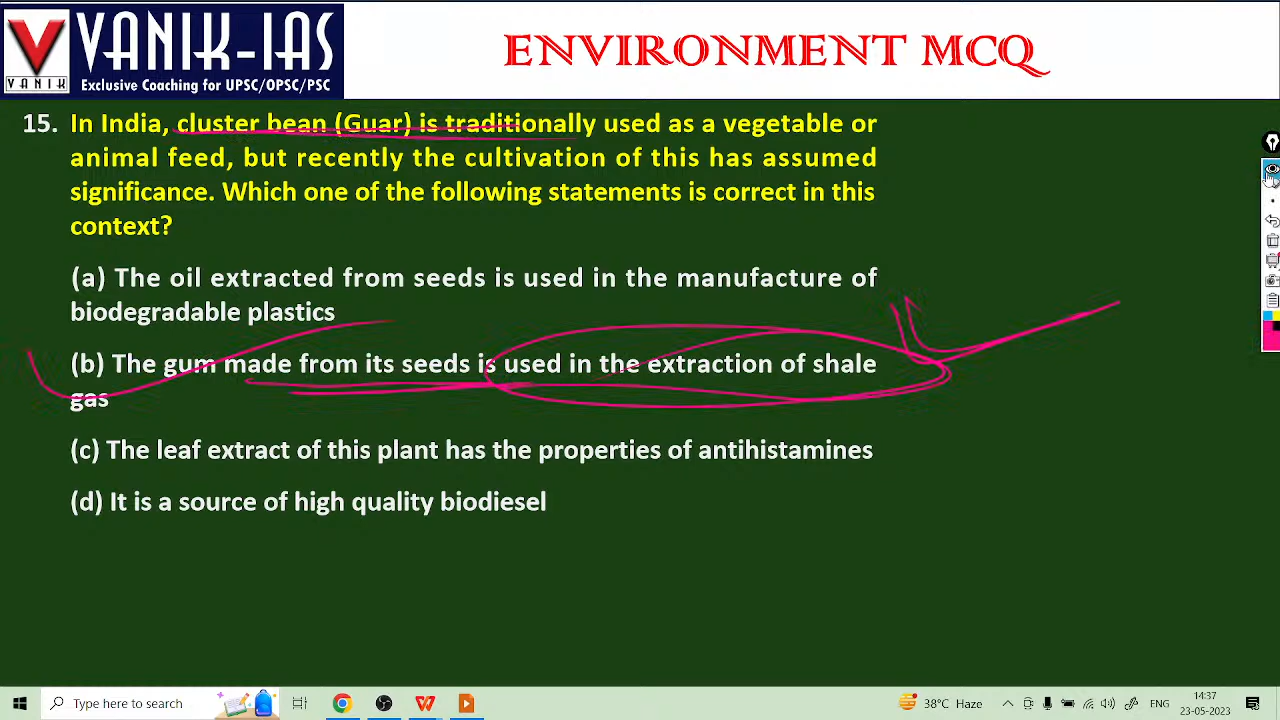 VANIK-IAS
VANIK
Exclusive Coaching for UPSC/OPSC/PSC
ENVIRONMENT MCQ
15. In India, cluster bean (Guar) is traditionally used as a vegetable or
animal feed, but recently the cultivation of this has assumed
significance. Which one of the following statements is correct in this
context?
(a) The oil extracted from seeds is used in the manufacture of
biodegradable plastics
(b) The gum made from its seeds is used in the extraction of shale
gas
(c) The leaf extract of this plant has the properties of antihistamines
(d) It is a source of high quality biodiesel
Type here to search
38°C Haze
ENG
14:37
23-05-2023